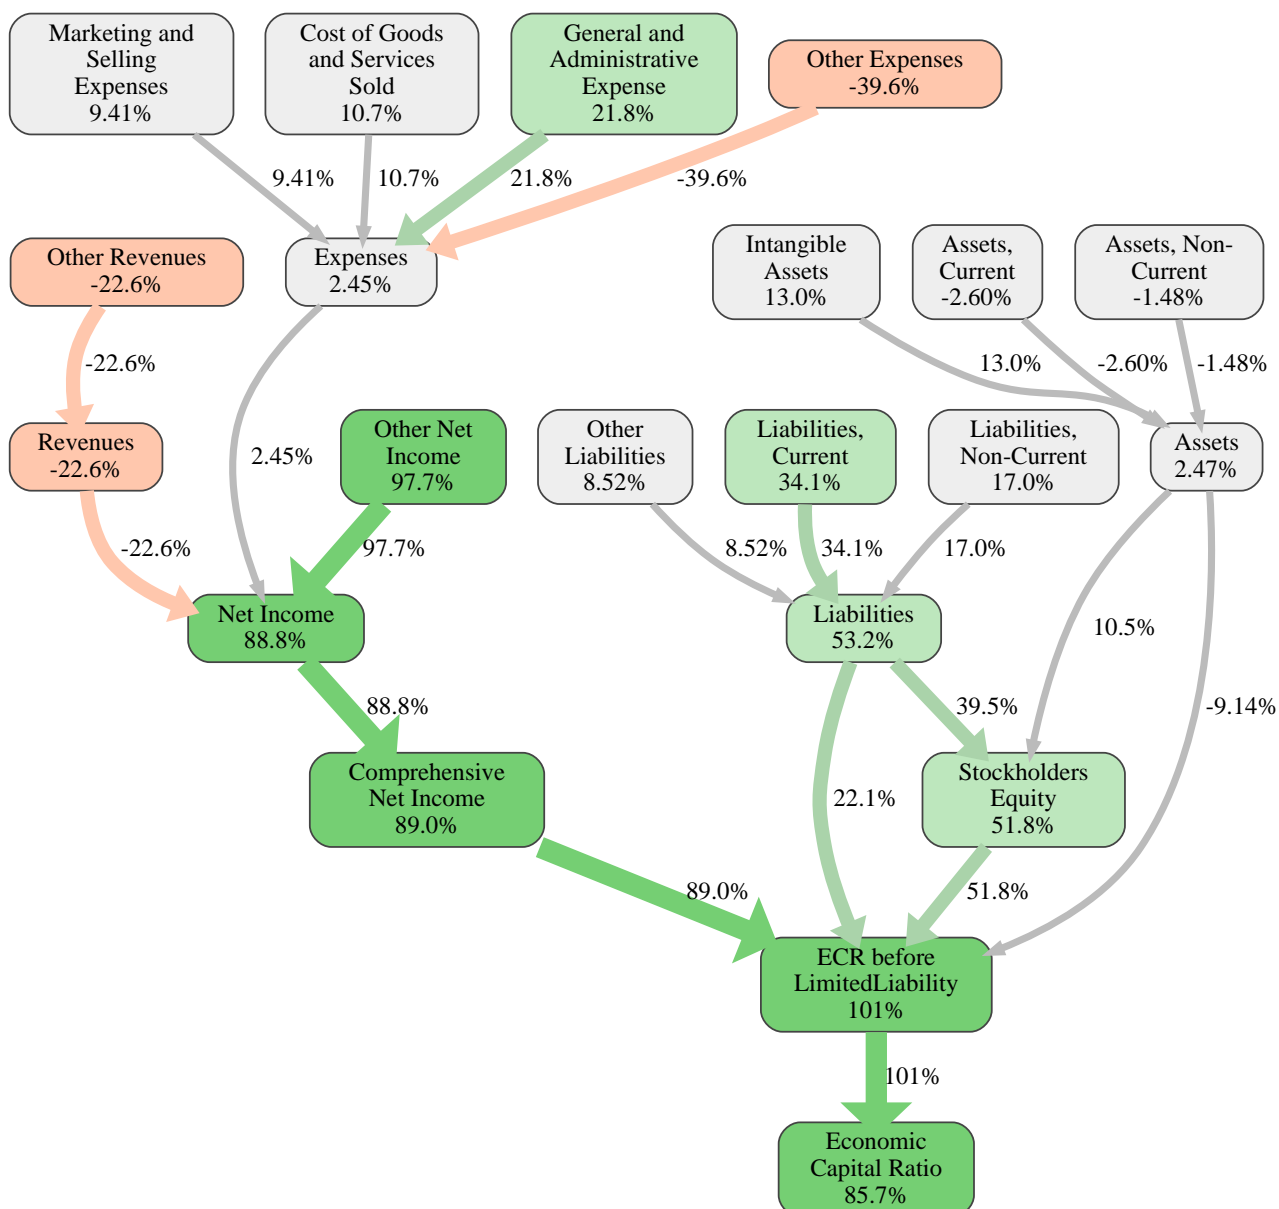 Marketing and
Selling
Expenses
9.41%
Cost of Goods
and Services
Sold
10.7%
General and
Administrative
Expense
21.8%
Other Expenses
-39.6%
9.41%
10.7%
21.8%
-39.6%
Other Revenues
-22.6%
Expenses
2.45%
Intangible
Assets
13.0%
Assets,
Current
-2.60%
Assets, Non-
Current
-1.48%
-22.6%
13.0%
-2.60%
-1.48%
Revenues
-22.6%
2.45%
Other Net
Income
97.7%
Other
Liabilities
8.52%
Liabilities,
Current
34.1%
Liabilities,
Non-Current
17.0%
Assets
2.47%
-22.6%
97.7%
8.52%
34.1%
17.0%
Net Income
88.8%
Liabilities
53.2%
10.5%
88.8%
39.5%
-9.14%
Comprehensive
Net Income
89.0%
22.1%
Stockholders
Equity
51.8%
89.0%
51.8%
ECR before
LimitedLiability
101%
101%
Economic
Capital Ratio
85.7%